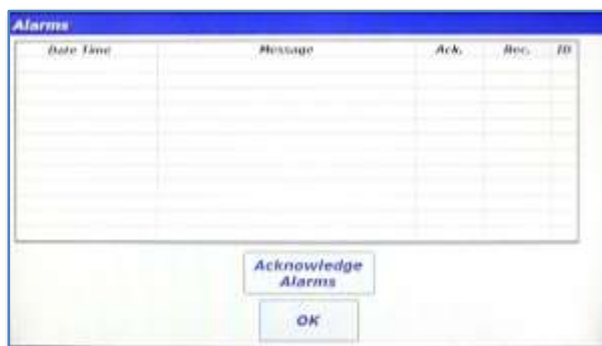 Alarms
Date Time Message Ack. Rec. ID
Acknowledge
Alarms
OK